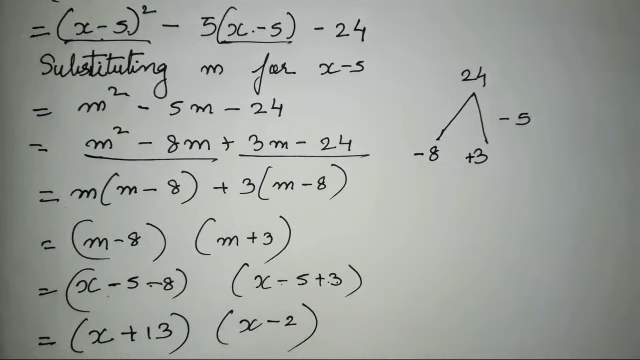 = (x-5)² - 5(x-5) - 24
Substituting m for x-5
= m² - 5m - 24
= m² - 8m + 3m - 24
= m(m-8) + 3(m-8)
= (m-8) (m+3)
= (x-5-8) (x-5+3)
= (x+13) (x-2)
24
-5
-8 +3